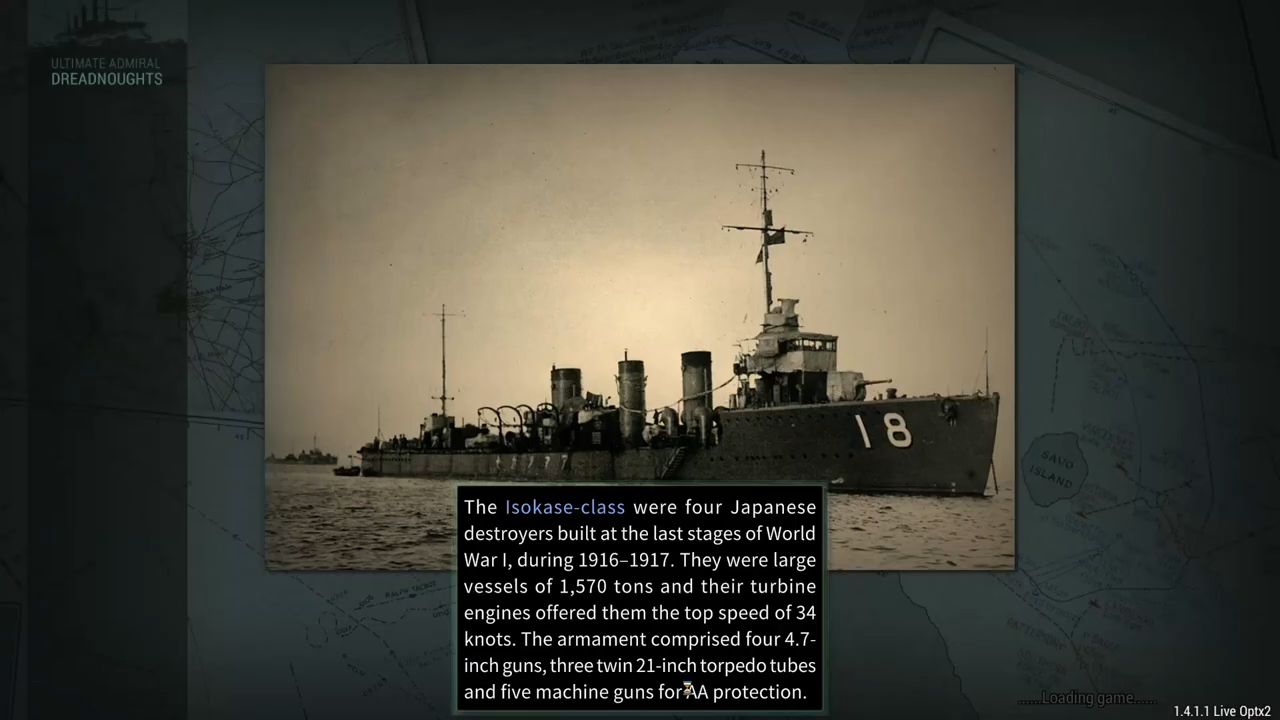 ULTIMATE ADMIRAL
DREADNOUGHTS
18
SAVO
ISLAND
The Isokase-class were four Japanese
destroyers built at the last stages of World
War I, during 1916–1917. They were large
vessels of 1,570 tons and their turbine
engines offered them the top speed of 34
knots. The armament comprised four 4.7-
inch guns, three twin 21-inch torpedo tubes
and five machine guns for AA protection.
......Loading game......
1.4.1.1 Live Optx2